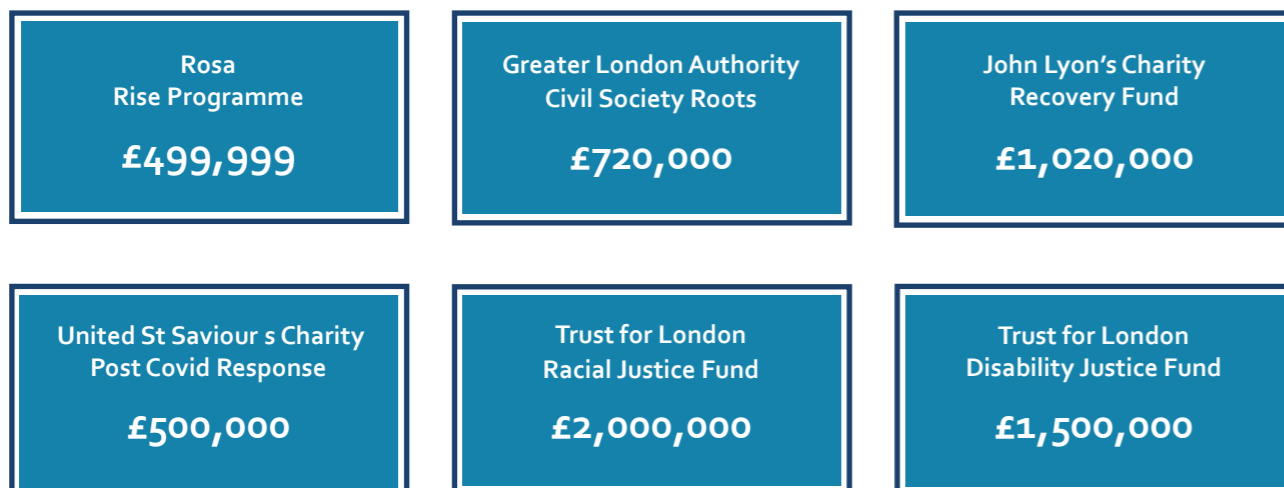 Rosa
Rise Programme
£499,999
Greater London Authority
Civil Society Roots
£720,000
John Lyon's Charity
Recovery Fund
£1,020,000
United St Saviour s Charity
Post Covid Response
£500,000
Trust for London
Racial Justice Fund
£2,000,000
Trust for London
Disability Justice Fund
£1,500,000